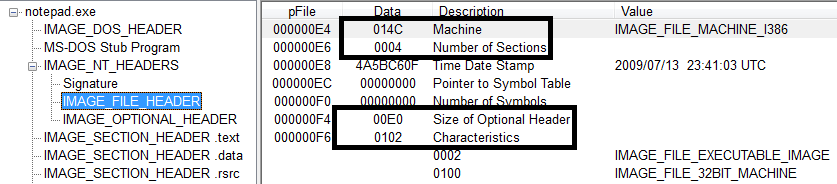 notepad.exe
IMAGE_DOS_HEADER
MS-DOS Stub Program
IMAGE_NT_HEADERS
Signature
IMAGE_FILE_HEADER
IMAGE_OPTIONAL_HEADER
IMAGE_SECTION_HEADER .text
IMAGE_SECTION_HEADER .data
IMAGE_SECTION_HEADER .rsrc
pFile Data Description Value
000000E4 014C Machine IMAGE_FILE_MACHINE_I386
000000E6 0004 Number of Sections
000000E8 4A5BC60F Time Date Stamp 2009/07/13 23:41:03 UTC
000000EC 00000000 Pointer to Symbol Table
000000F0 00000000 Number of Symbols
000000F4 00E0 Size of Optional Header
000000F6 0102 Characteristics
0002 IMAGE_FILE_EXECUTABLE_IMAGE
0100 IMAGE_FILE_32BIT_MACHINE